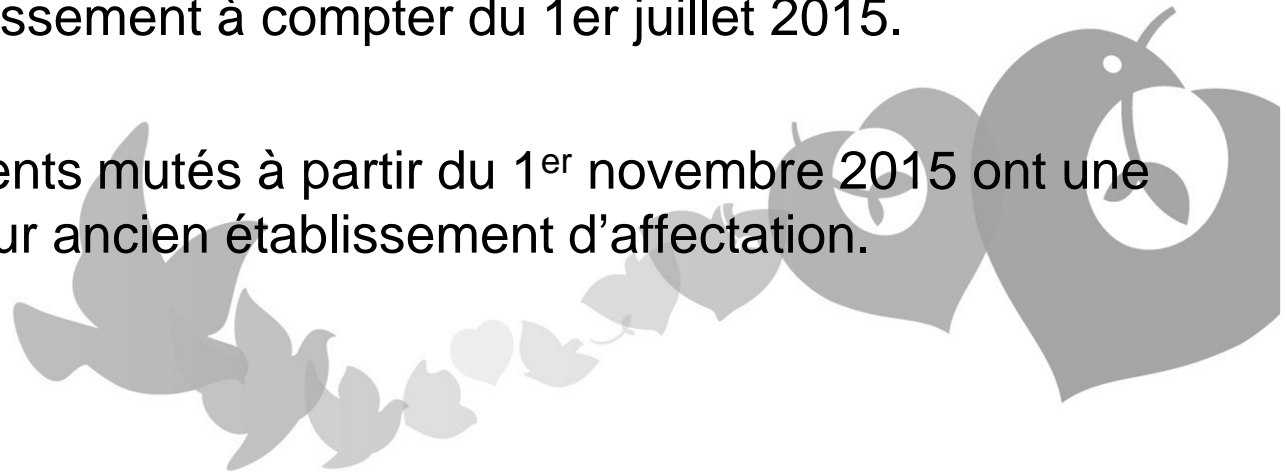 ssement à compter du 1er juillet 2015.
ents mutés à partir du 1er novembre 2015 ont une
ur ancien établissement d’affectation.